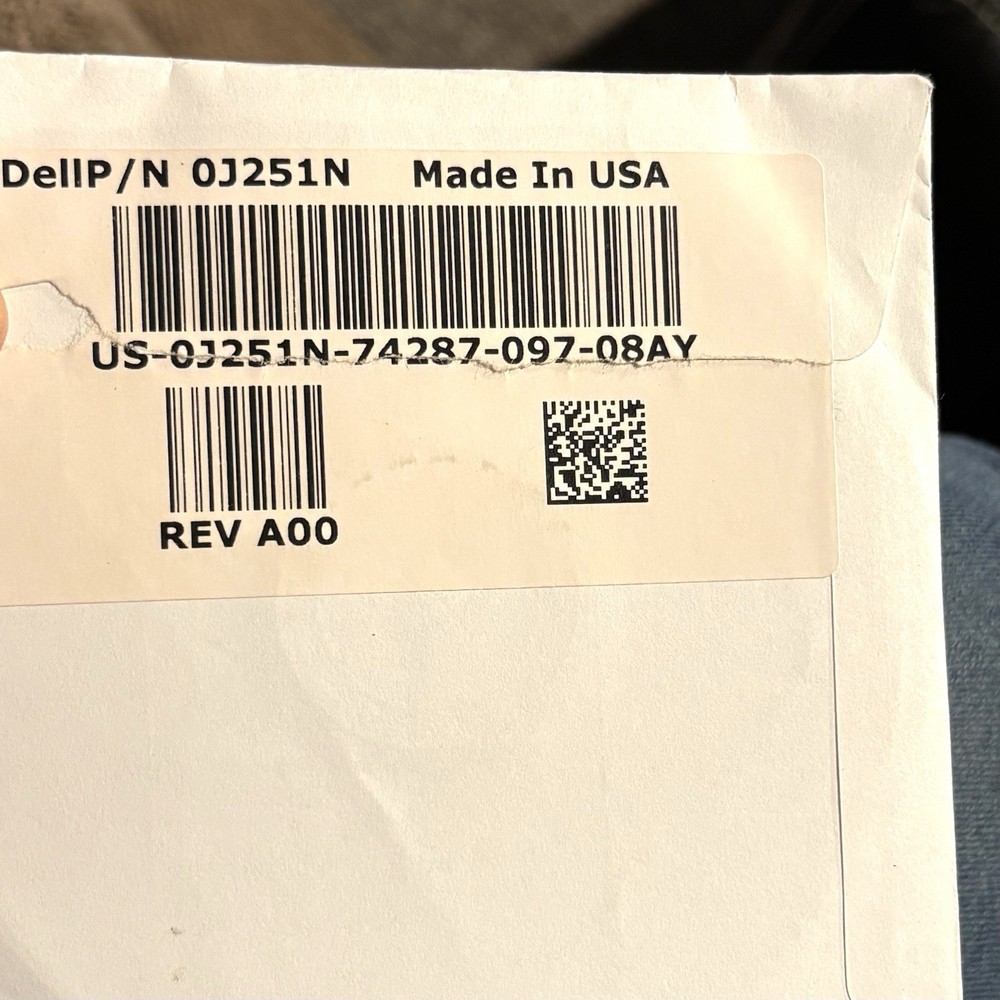 DellP/N 0J251N Made In USA
US-0J251N-74287-097-08AY
REV A00